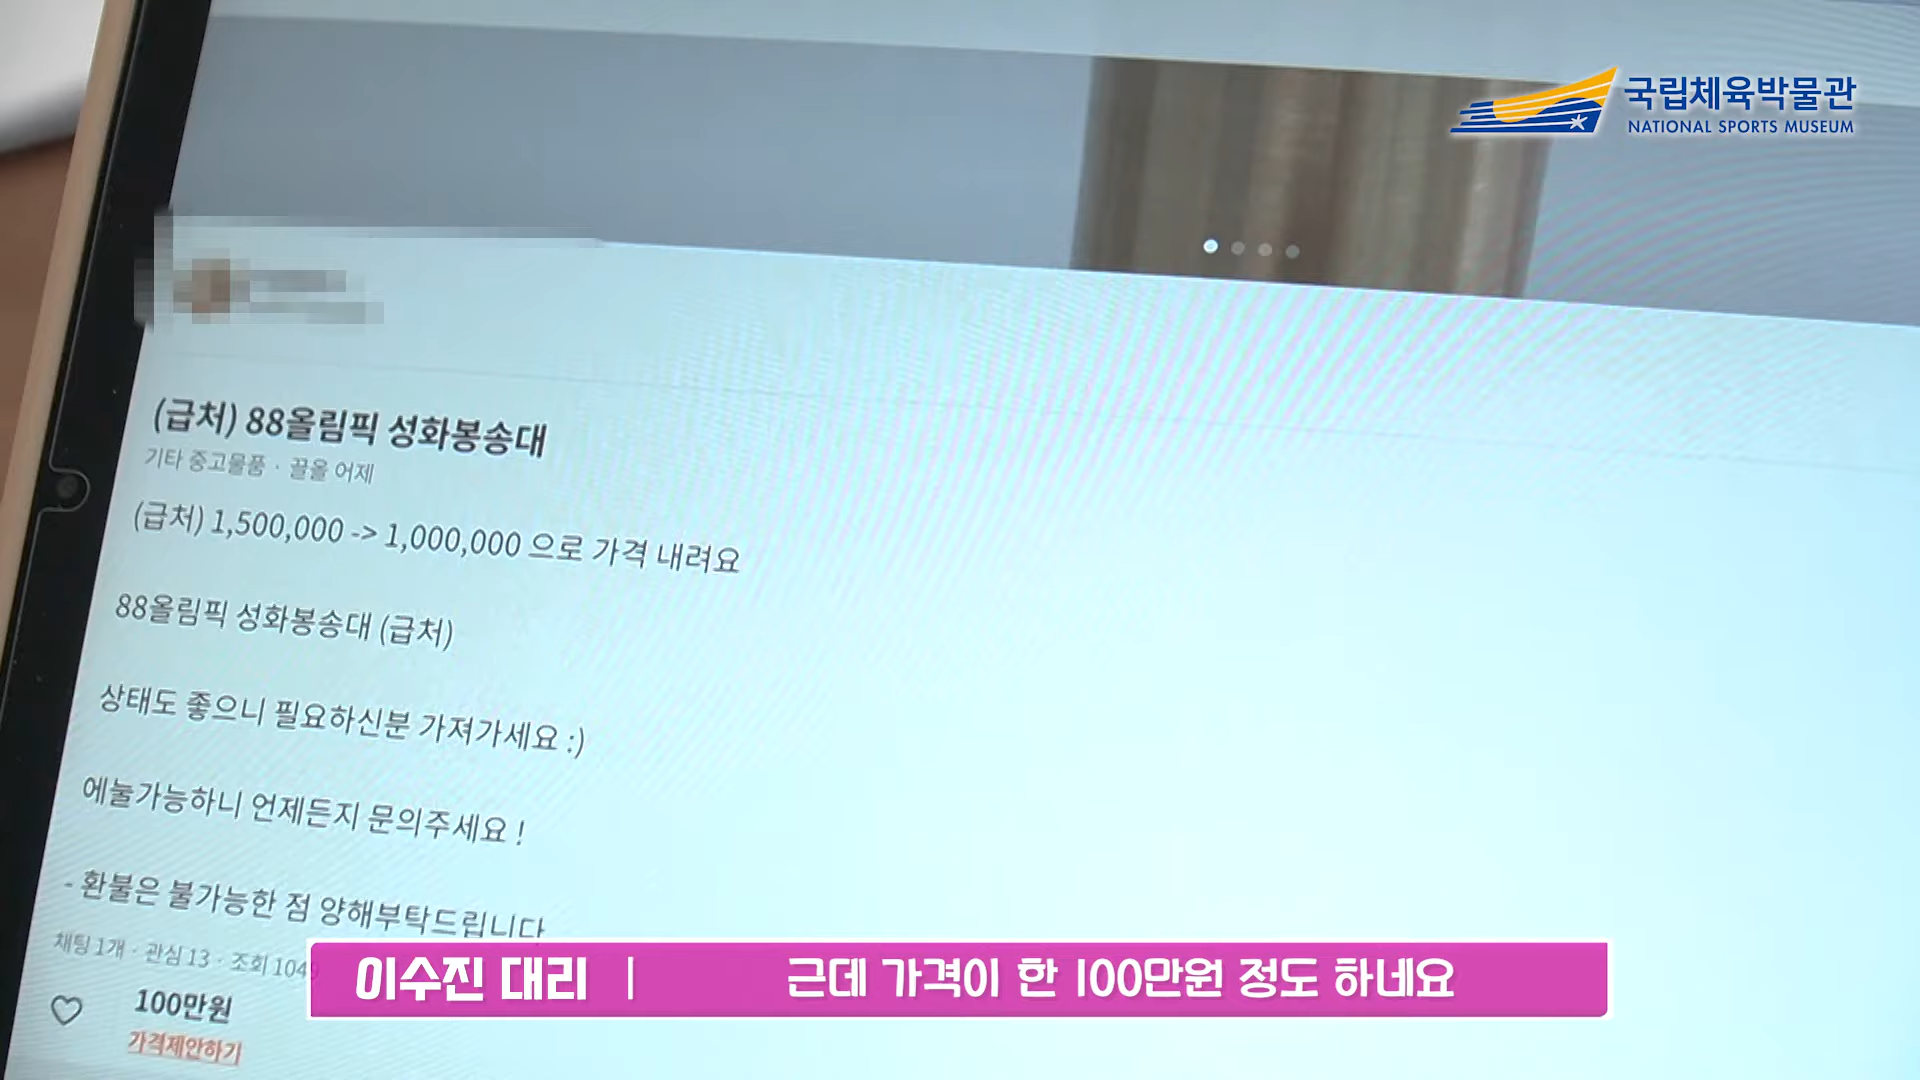 국립체육박물관
NATIONAL SPORTS MUSEUM
(급처) 88올림픽 성화봉송대
기타 중고물품 · 끌올 어제
(급처) 1,500,000 -> 1,000,000 으로 가격 내려요
88올림픽 성화봉송대 (급처)
상태도 좋으니 필요하신분 가져가세요 :)
에눌가능하니 언제든지 문의주세요 !
- 환불은 불가능한 점 양해부탁드립니다
채팅 1개 · 관심 13 · 조회 1049
100만원
가격제안하기
이수진 대리 | 근데 가격이 한 100만원 정도 하네요